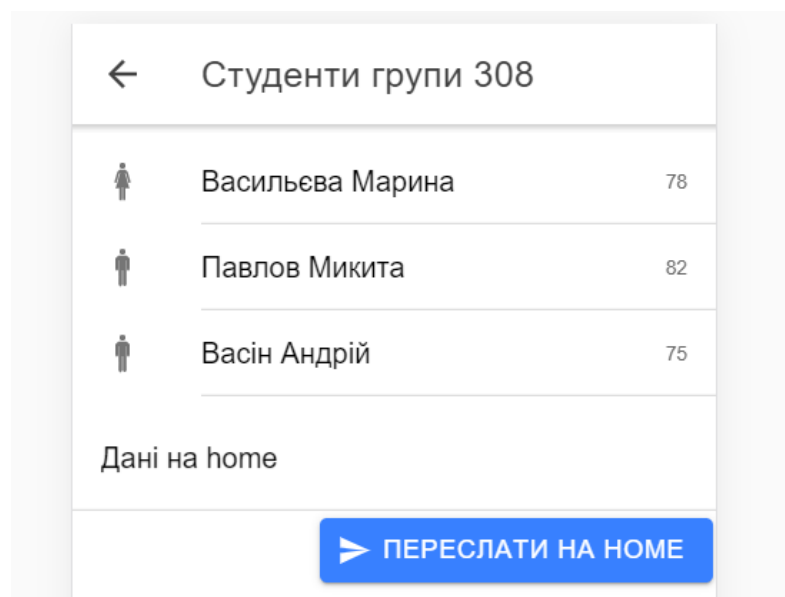 Студенти групи 308
Васильєва Марина 78
Павлов Микита 82
Васін Андрій 75
Дані на home
ПЕРЕСЛАТИ НА HOME